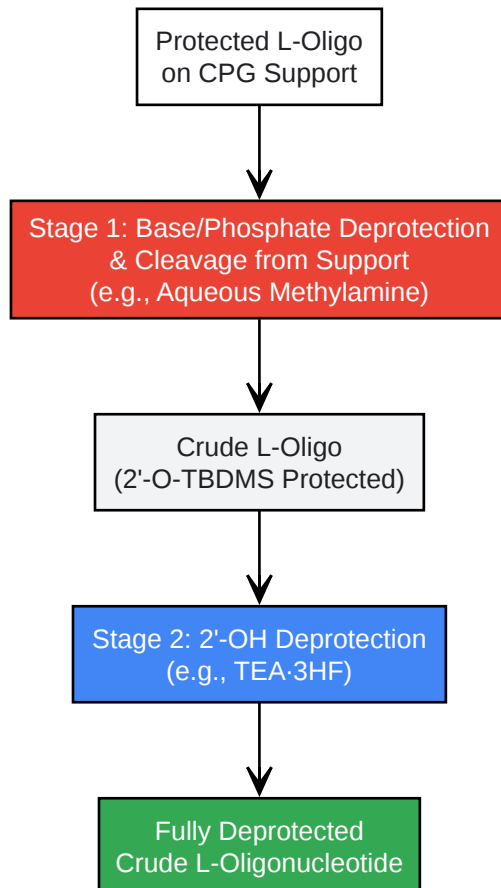 Protected L-Oligo
on CPG Support
Stage 1: Base/Phosphate Deprotection
& Cleavage from Support
(e.g., Aqueous Methylamine)
Crude L-Oligo
(2'-O-TBDMS Protected)
Stage 2: 2'-OH Deprotection
(e.g., TEA·3HF)
Fully Deprotected
Crude L-Oligonucleotide